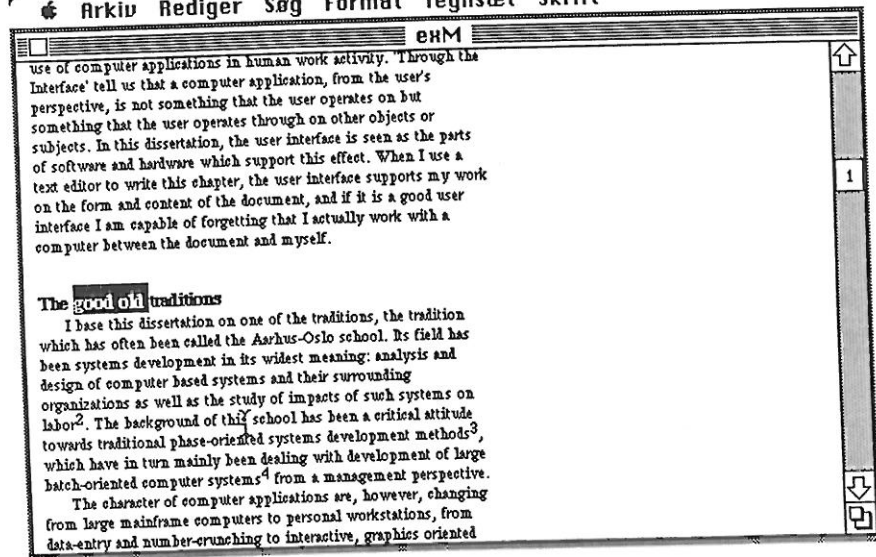 Arkiv Rediger Søg Format Tegnsæt Skrift
exM
use of computer applications in human work activity. 'Through the
Interface' tell us that a computer application, from the user's
perspective, is not something that the user operates on but
something that the user operates through on other objects or
subjects. In this dissertation, the user interface is seen as the parts
of software and hardware which support this effect. When I use a
text editor to write this chapter, the user interface supports my work
on the form and content of the document, and if it is a good user
interface I am capable of forgetting that I actually work with a
computer between the document and myself.
1
The good old traditions
I base this dissertation on one of the traditions, the tradition
which has often been called the Aarhus-Oslo school. Its field has
been systems development in its widest meaning: analysis and
design of computer based systems and their surrounding
organizations as well as the study of impacts of such systems on
labor². The background of this school has been a critical attitude
towards traditional phase-oriented systems development methods³,
which have in turn mainly been dealing with development of large
batch-oriented computer systems⁴ from a management perspective.
The character of computer applications are, however, changing
from large mainframe computers to personal workstations, from
data-entry and number-crunching to interactive, graphics oriented